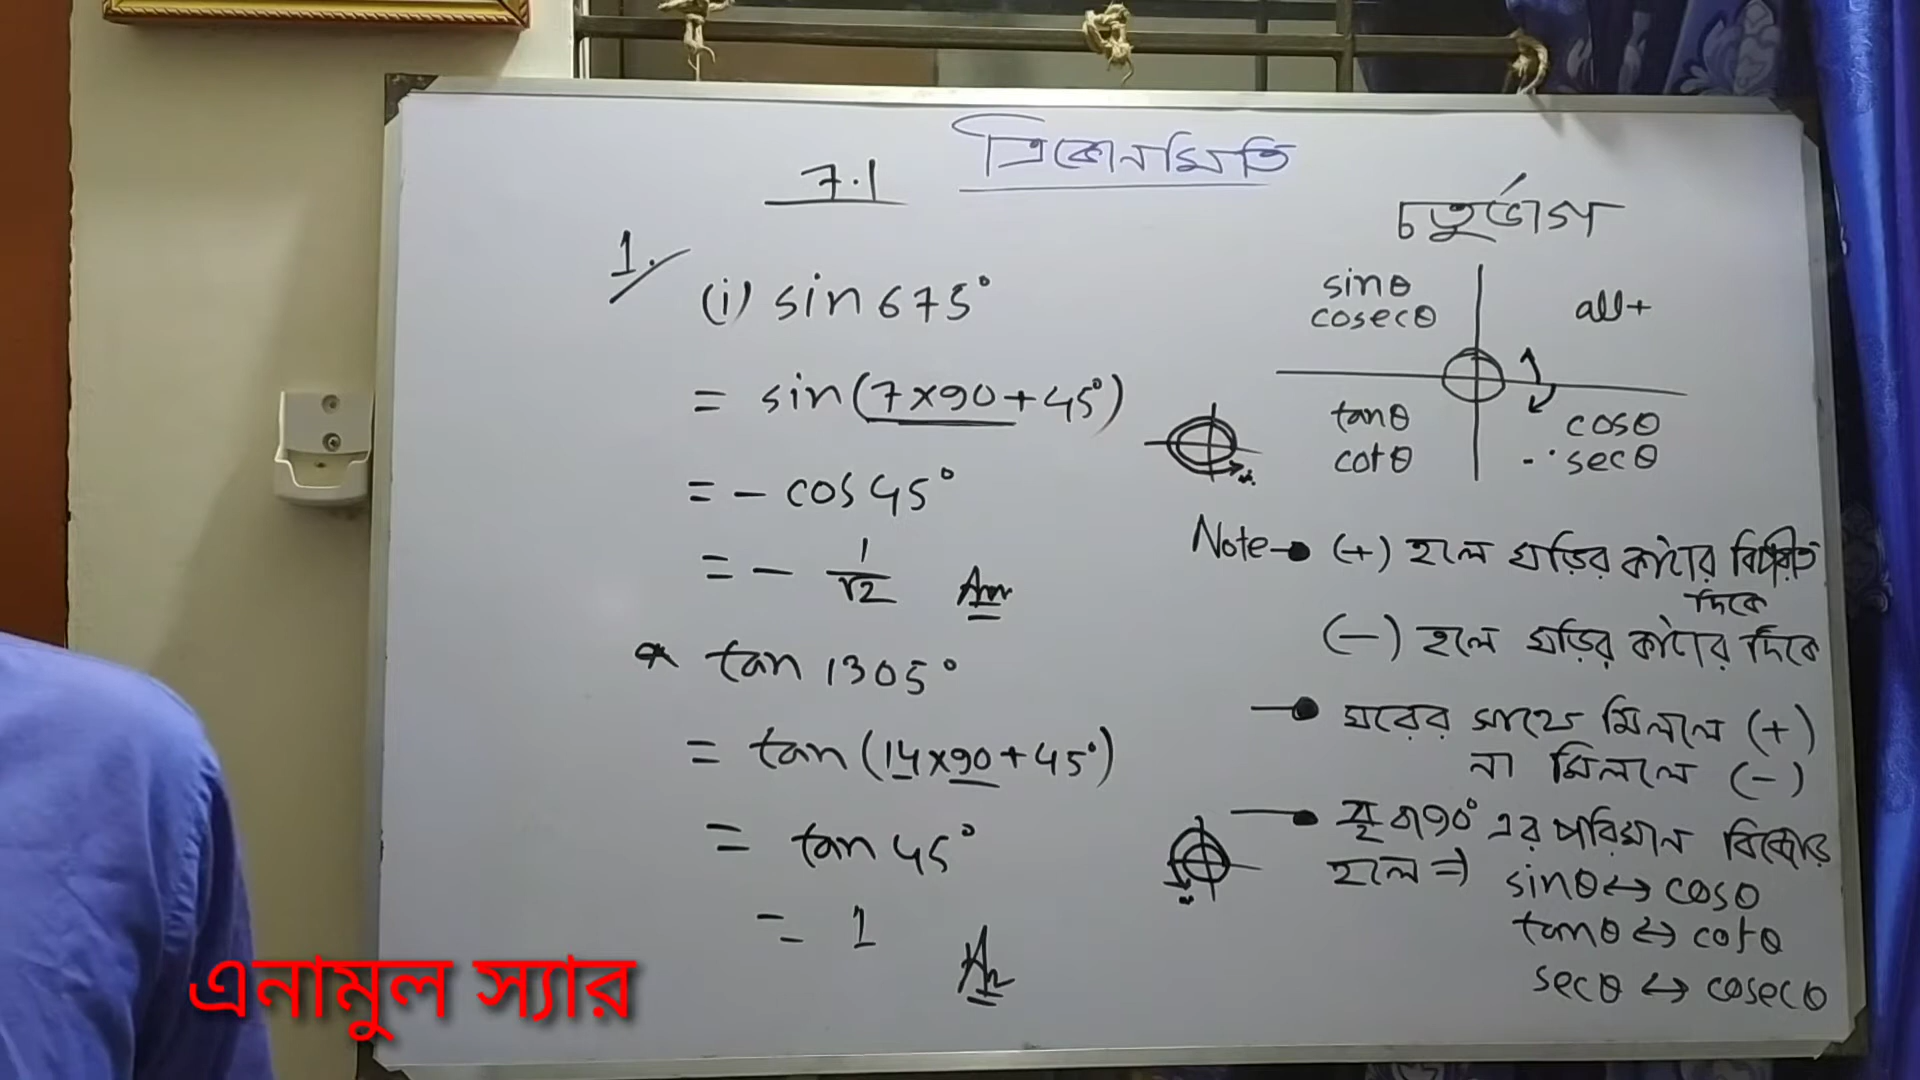 ত্রিকোনমিতি
7.1
1.
(i) sin 675°
= sin(7×90+45°)
= - cos 45°
= - 1/√2 Ans
* tan 1305°
= tan(14×90+45°)
= tan 45°
= 1 Ans
চতুর্ভাগ
sinθ
cosecθ
all+
tanθ
cotθ
cosθ
secθ
Note→ (+) হলে ঘড়ির কাটার বিপরীত
দিকে
(-) হলে ঘড়ির কাটার দিকে
→ ঘরের সাথে মিললে (+)
না মিললে (-)
→ π/2 বা 90° এর পরিমান বিজোড়
হলে ⇒ sinθ ↔ cosθ
tanθ ↔ cotθ
secθ ↔ cosecθ
এনামুল স্যার